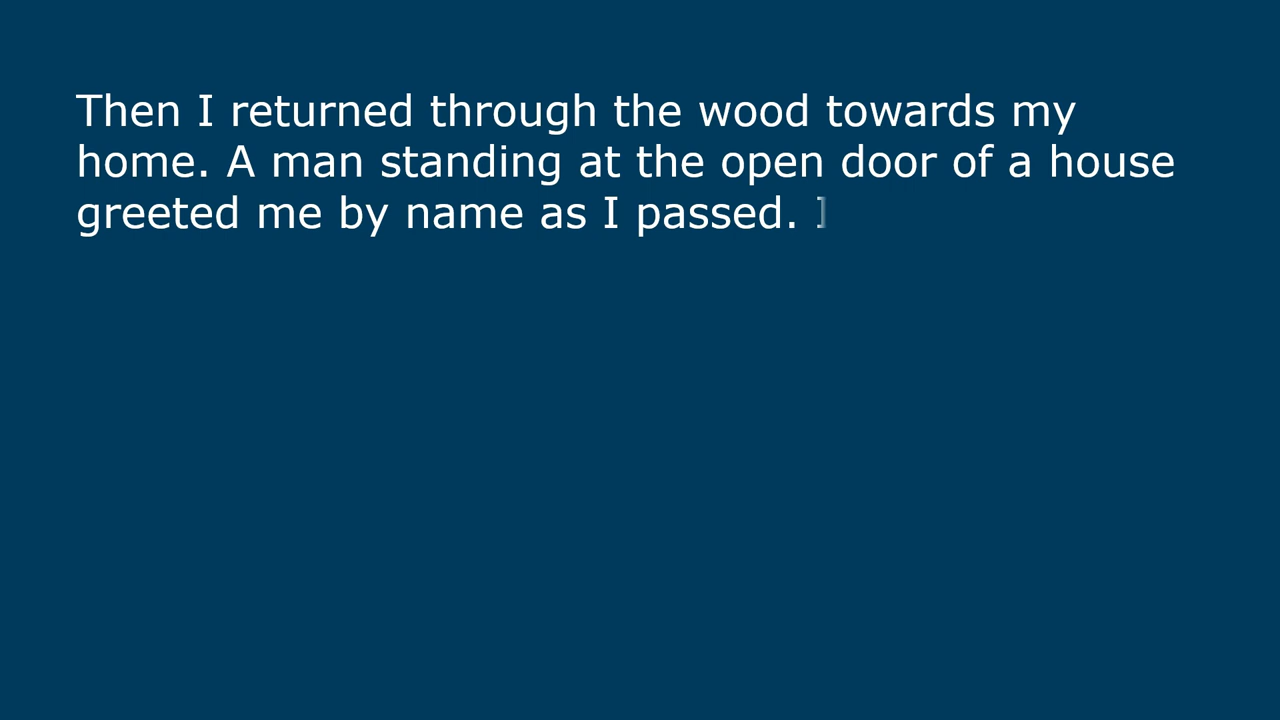 Then I returned through the wood towards my
home. A man standing at the open door of a house
greeted me by name as I passed.